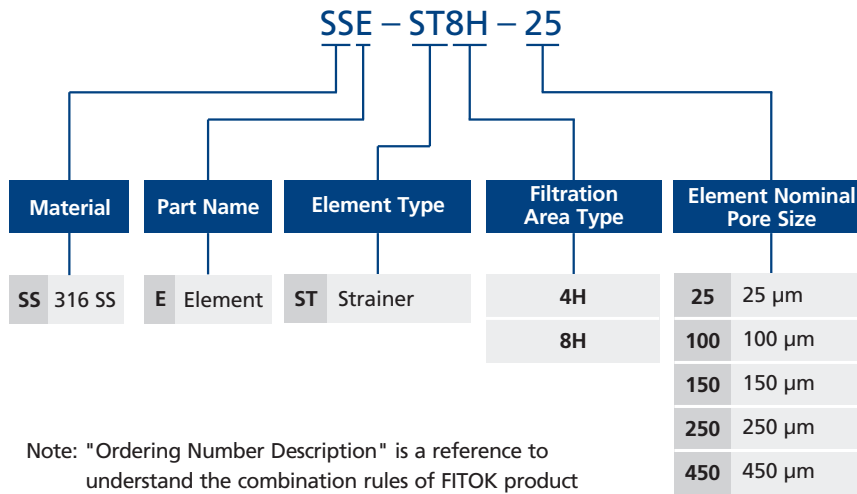 SSE – ST8H – 25
Material
Part Name
Element Type
Filtration
Area Type
Element Nominal
Pore Size
SS 316 SS
E Element
ST Strainer
4H
8H
25 25 µm
100 100 µm
150 150 µm
250 250 µm
450 450 µm
Note: "Ordering Number Description" is a reference to
understand the combination rules of FITOK product